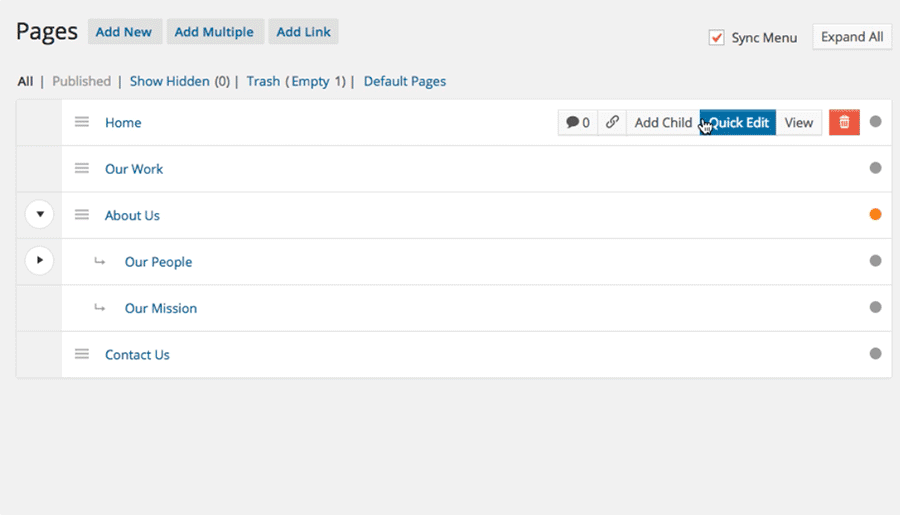 Pages Add New Add Multiple Add Link
Sync Menu Expand All
All | Published | Show Hidden (0) | Trash (Empty 1) | Default Pages
Home 0 Add Child Quick Edit View
Our Work
About Us
Our People
Our Mission
Contact Us